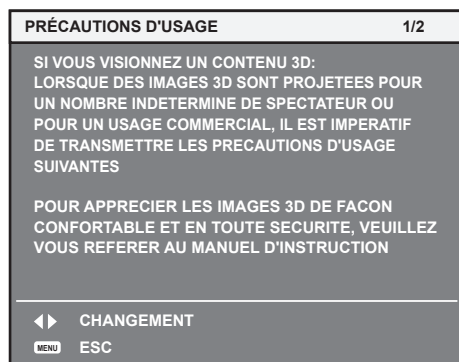 PRÉCAUTIONS D'USAGE 1/2
SI VOUS VISIONNEZ UN CONTENU 3D:
LORSQUE DES IMAGES 3D SONT PROJETEES POUR
UN NOMBRE INDETERMINE DE SPECTATEUR OU
POUR UN USAGE COMMERCIAL, IL EST IMPERATIF
DE TRANSMETTRE LES PRECAUTIONS D'USAGE
SUIVANTES
POUR APPRECIER LES IMAGES 3D DE FACON
CONFORTABLE ET EN TOUTE SECURITE, VEUILLEZ
VOUS REFERER AU MANUEL D'INSTRUCTION
CHANGEMENT
MENU ESC